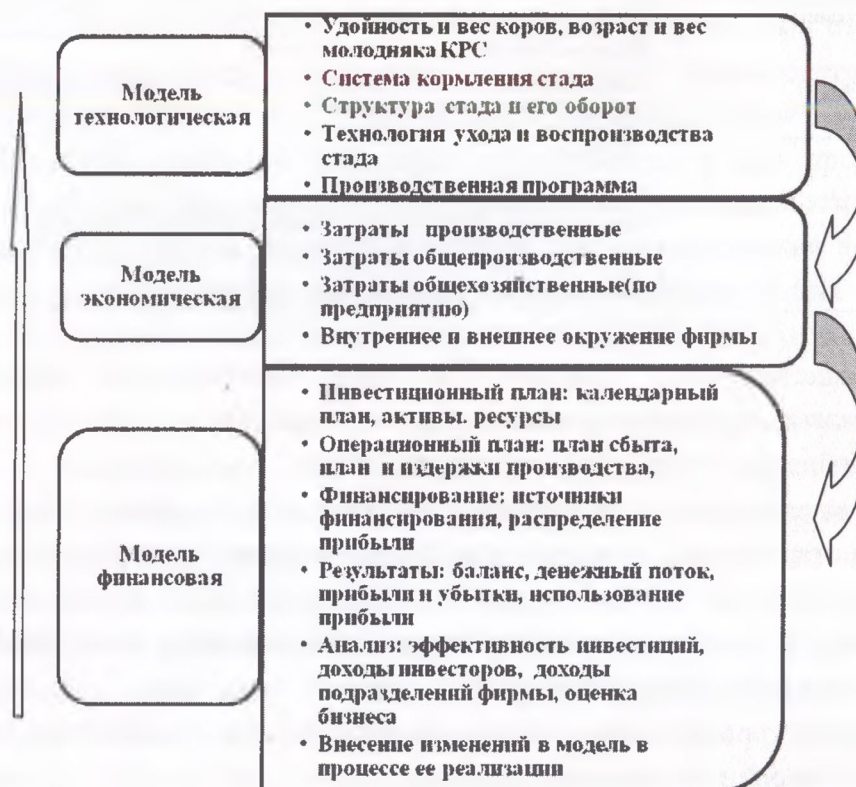 Модель
технологическая
• Удойность и вес коров, возраст и вес
молодняка КРС
• Система кормления стада
• Структура стада и его оборот
• Технология ухода и воспроизводства
стада
• Производственная программа
Модель
экономическая
• Затраты производственные
• Затраты общепроизводственные
• Затраты общехозяйственные(по
предприятию)
Внутреннее и внешнее окружение фирмы
Модель
финансовая
• Инвестиционный план: календарный
план, активы, ресурсы
• Операционный план: план сбыта,
план и издержки производства,
• Финансирование: источники
финансирования, распределение
прибыли
• Результаты: баланс, денежный поток,
прибыли и убытки, использование
прибыли
• Анализ: эффективность инвестиций,
доходы инвесторов, доходы
подразделений фирмы, оценка
бизнеса
• Внесение изменений в модель в
процессе ее реализации